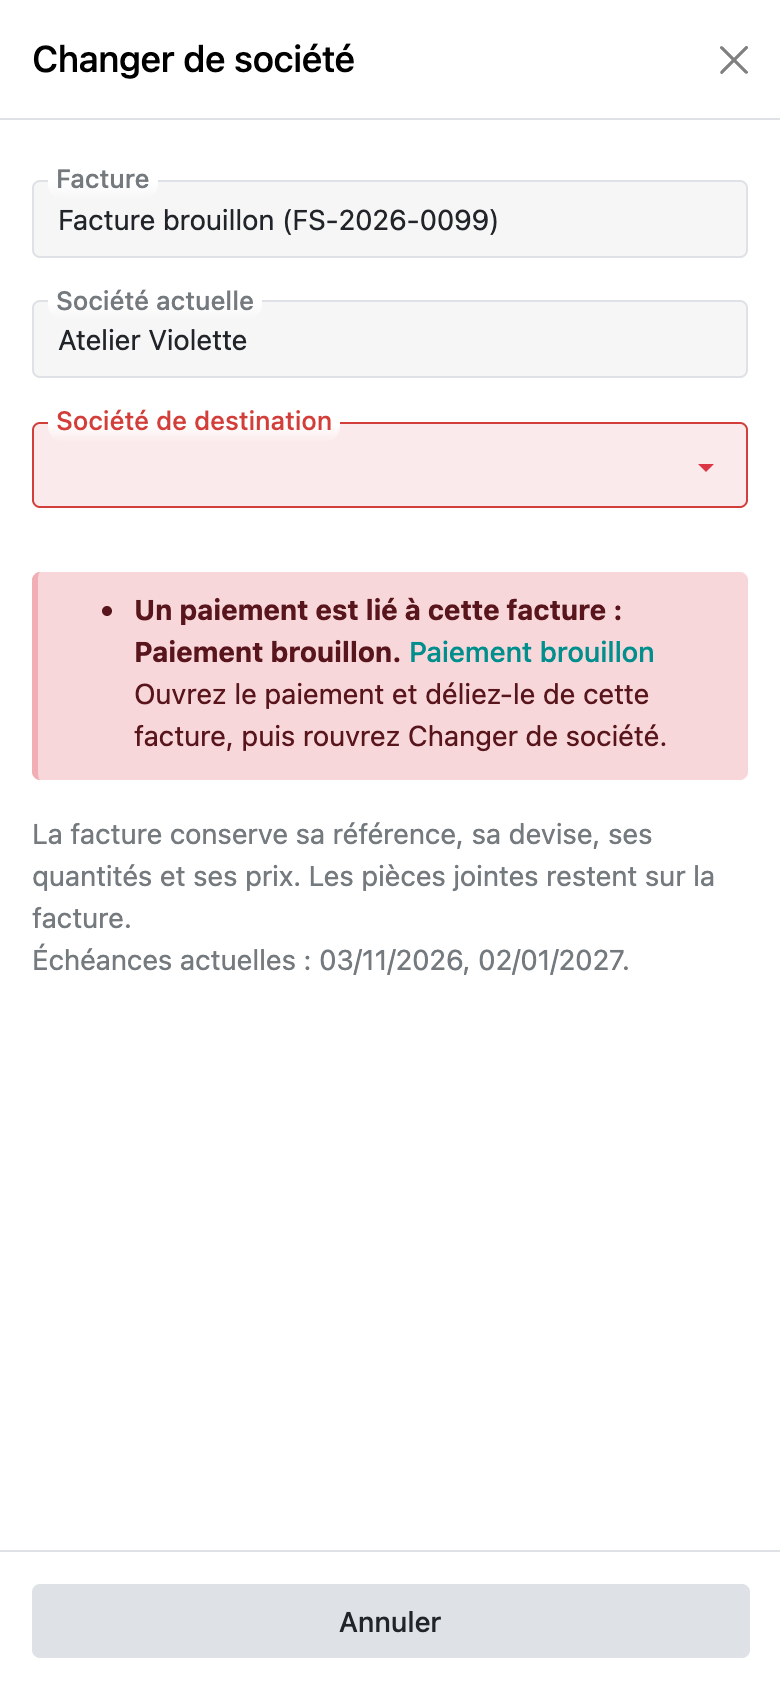 Changer de société
Facture
Facture brouillon (FS-2026-0099)
Société actuelle
Atelier Violette
Société de destination
• Un paiement est lié à cette facture :
Paiement brouillon. Paiement brouillon
Ouvrez le paiement et déliez-le de cette
facture, puis rouvrez Changer de société.
La facture conserve sa référence, sa devise, ses
quantités et ses prix. Les pièces jointes restent sur la
facture.
Échéances actuelles : 03/11/2026, 02/01/2027.
Annuler